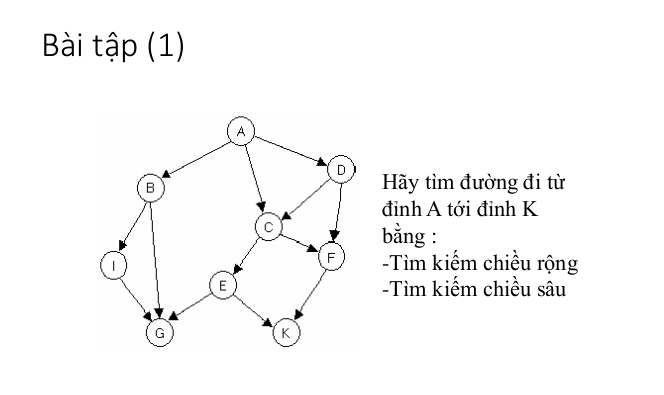 Bài tập (1)
A
D
B
C
I
F
E
G
K
Hãy tìm đường đi từ
đỉnh A tới đỉnh K
bằng :
-Tìm kiếm chiều rộng
-Tìm kiếm chiều sâu